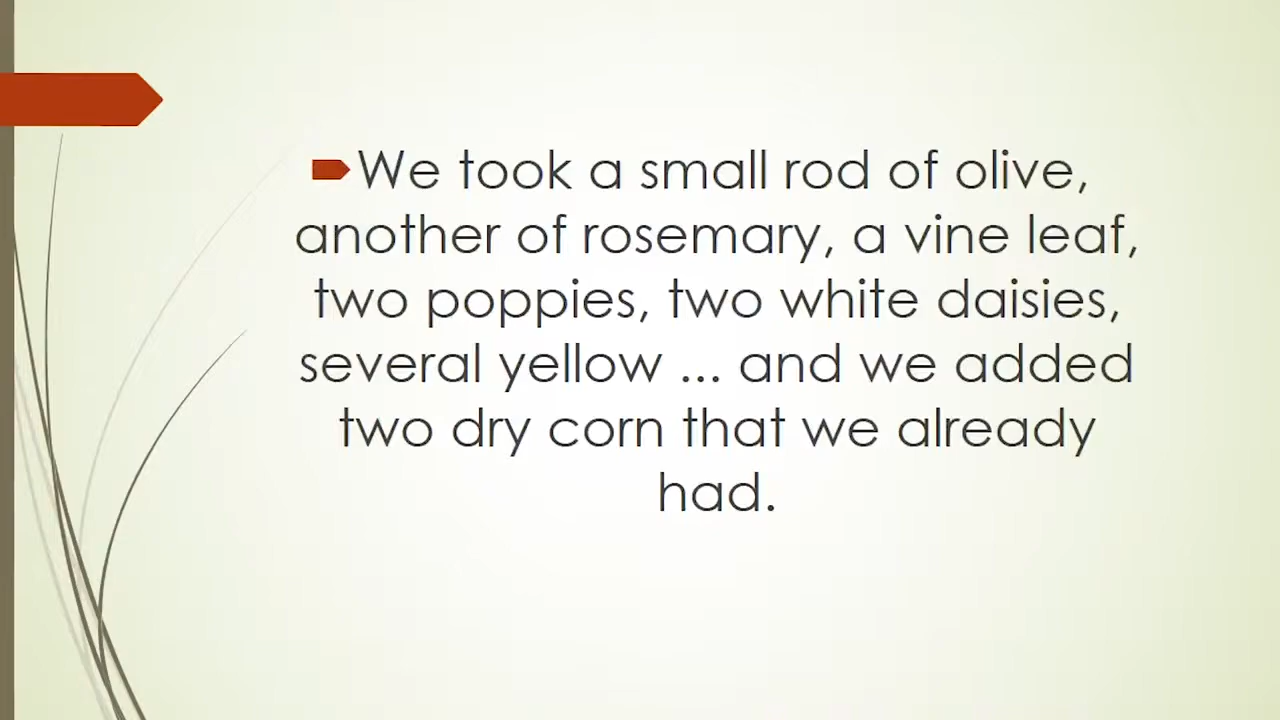 We took a small rod of olive,
another of rosemary, a vine leaf,
two poppies, two white daisies,
several yellow ... and we added
two dry corn that we already
had.